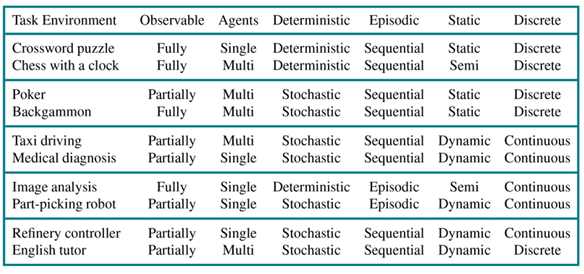 Task Environment Observable Agents Deterministic Episodic Static Discrete
Crossword puzzle Fully Single Deterministic Sequential Static Discrete
Chess with a clock Fully Multi Deterministic Sequential Semi Discrete
Poker Partially Multi Stochastic Sequential Static Discrete
Backgammon Fully Multi Stochastic Sequential Static Discrete
Taxi driving Partially Multi Stochastic Sequential Dynamic Continuous
Medical diagnosis Partially Single Stochastic Sequential Dynamic Continuous
Image analysis Fully Single Deterministic Episodic Semi Continuous
Part-picking robot Partially Single Stochastic Episodic Dynamic Continuous
Refinery controller Partially Single Stochastic Sequential Dynamic Continuous
English tutor Partially Multi Stochastic Sequential Dynamic Discrete